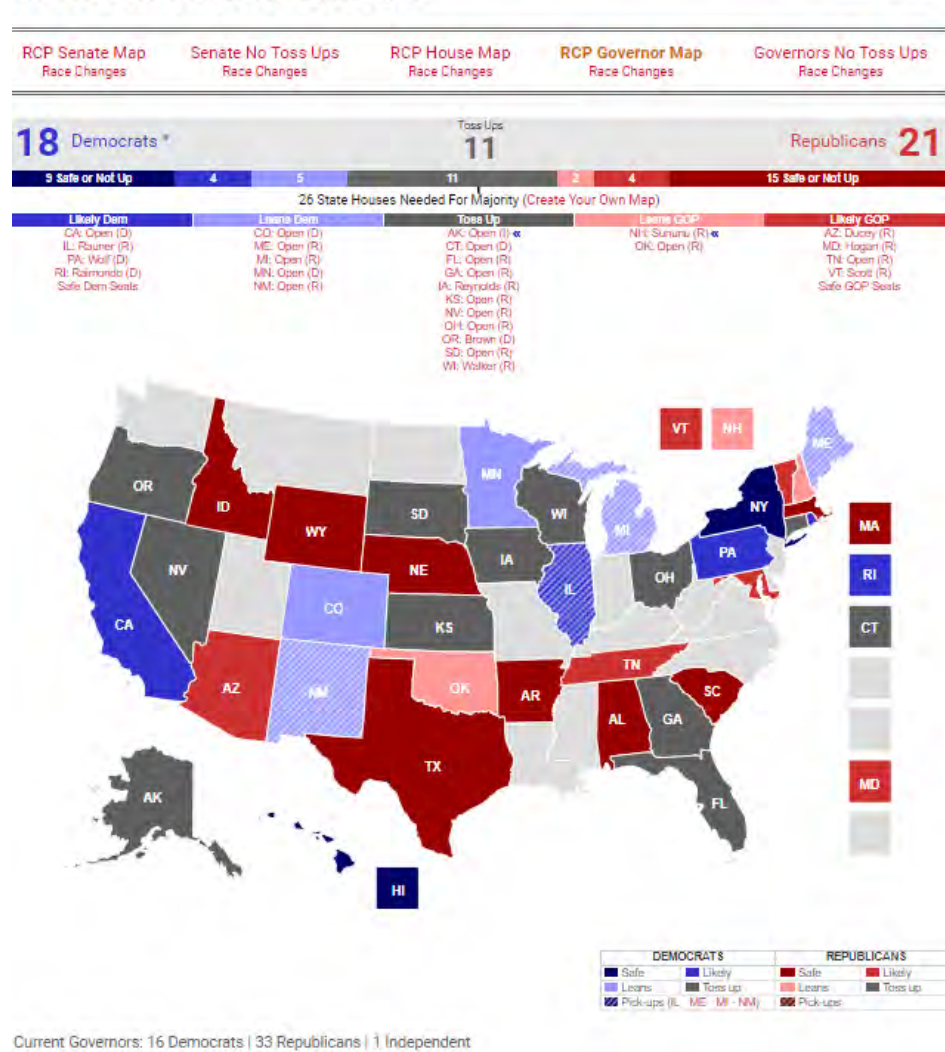 RCP Senate Map Senate No Toss Ups RCP House Map RCP Governor Map Governors No Toss Ups
Race Changes Race Changes Race Changes Race Changes Race Changes
Toss Ups
18 Democrats * 11 Republicans 21
9 Safe or Not Up 4 5 11 2 4 15 Safe or Not Up
26 State Houses Needed For Majority (Create Your Own Map)
Likely Dem Leans Dem Toss Up Leans GOP Likely GOP
CA: Open (D) CO: Open (D) AK: Open (I) « NH: Sununu (R) « AZ: Ducey (R)
IL: Rauner (R) ME: Open (R) CT: Open (D) OK: Open (R) MD: Hogan (R)
PA: Wolf (D) MI: Open (R) FL: Open (R) TN: Open (R)
RI: Raimondo (D) MN: Open (D) GA: Open (R) VT: Scott (R)
Safe Dem Seats NM: Open (R) IA: Reynolds (R) Safe GOP Seats
KS: Open (R)
NV: Open (R)
OH: Open (R)
OR: Brown (D)
SD: Open (R)
WI: Walker (R)
VT NH
ME
MN
OR
ID
SD
WI
NY
MA
WY
MI
PA
NV
NE
IA
OH
RI
IL
CO
CA
KS
CT
TN
AZ
NM
OK
AR
SC
AL
GA
TX
MD
AK
FL
HI
DEMOCRATS REPUBLICANS
Safe Likely Safe Likely
Leans Toss up Leans Toss up
Pick-ups (IL ME MI NM) Pick-ups
Current Governors: 16 Democrats | 33 Republicans | 1 Independent